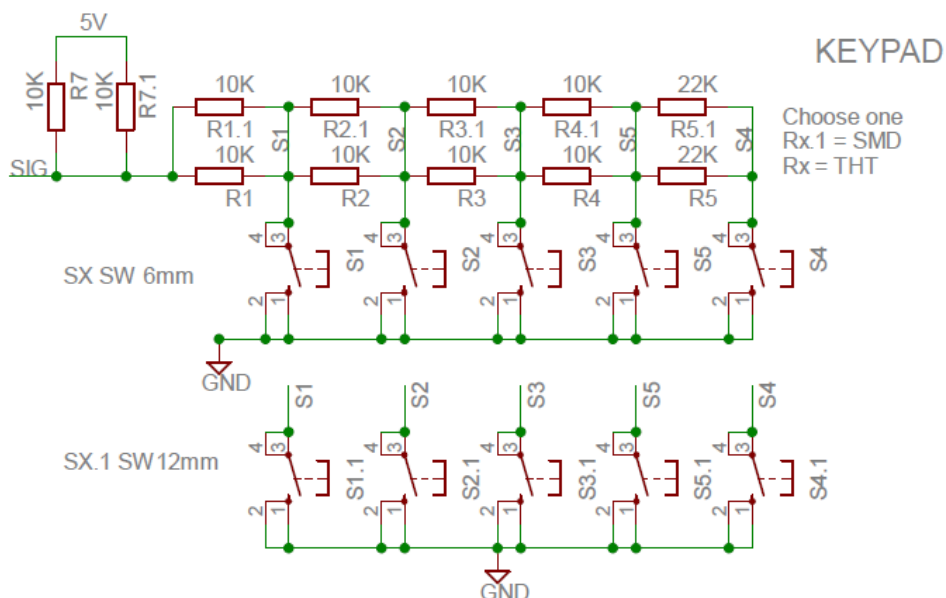 5V
KEYPAD
10K
R7
10K
R7.1
10K
10K
10K
10K
22K
R1.1
R2.1
R3.1
R4.1
R5.1
S1
S2
S3
S5
S4
Choose one
Rx.1 = SMD
Rx = THT
SIG
10K
10K
10K
10K
22K
R1
R2
R3
R4
R5
4
3
4
3
4
3
4
3
4
3
S1
S2
S3
S5
S4
SX SW 6mm
2
1
2
1
2
1
2
1
2
1
GND
S1
S2
S3
S5
S4
4
3
4
3
4
3
4
3
4
3
SX.1 SW12mm
S1.1
S2.1
S3.1
S5.1
S4.1
2
1
2
1
2
1
2
1
2
1
GND